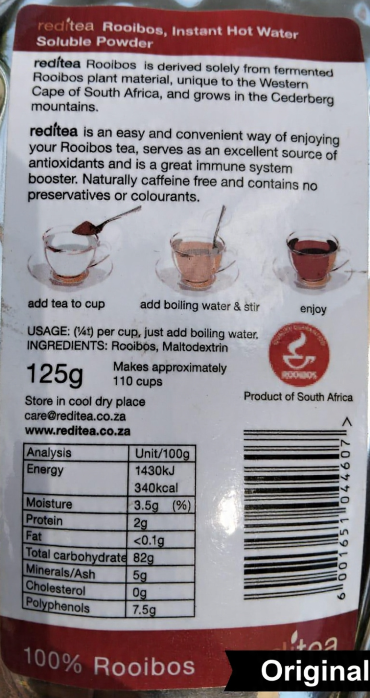 reditea Rooibos, Instant Hot Water
Soluble Powder
reditea Rooibos is derived solely from fermented
Rooibos plant material, unique to the Western
Cape of South Africa, and grows in the Cederberg
mountains.
reditea is an easy and convenient way of enjoying
your Rooibos tea, serves as an excellent source of
antioxidants and is a great immune system
booster. Naturally caffeine free and contains no
preservatives or colourants.
add tea to cup
add boiling water & stir
enjoy
USAGE: (¼t) per cup, just add boiling water.
INGREDIENTS: Rooibos, Maltodextrin
125g
Makes approximately
110 cups
QUALITY GUARANTEED
ROOIBOS
Store in cool dry place
Product of South Africa
care@reditea.co.za
www.reditea.co.za
Analysis Unit/100g
Energy 1430kJ
340kcal
Moisture 3.5g (%)
Protein 2g
Fat <0.1g
Total carbohydrate 82g
Minerals/Ash 5g
Cholesterol 0g
Polyphenols 7.5g
6 001651 044607 >
100% Rooibos
reditea
Original